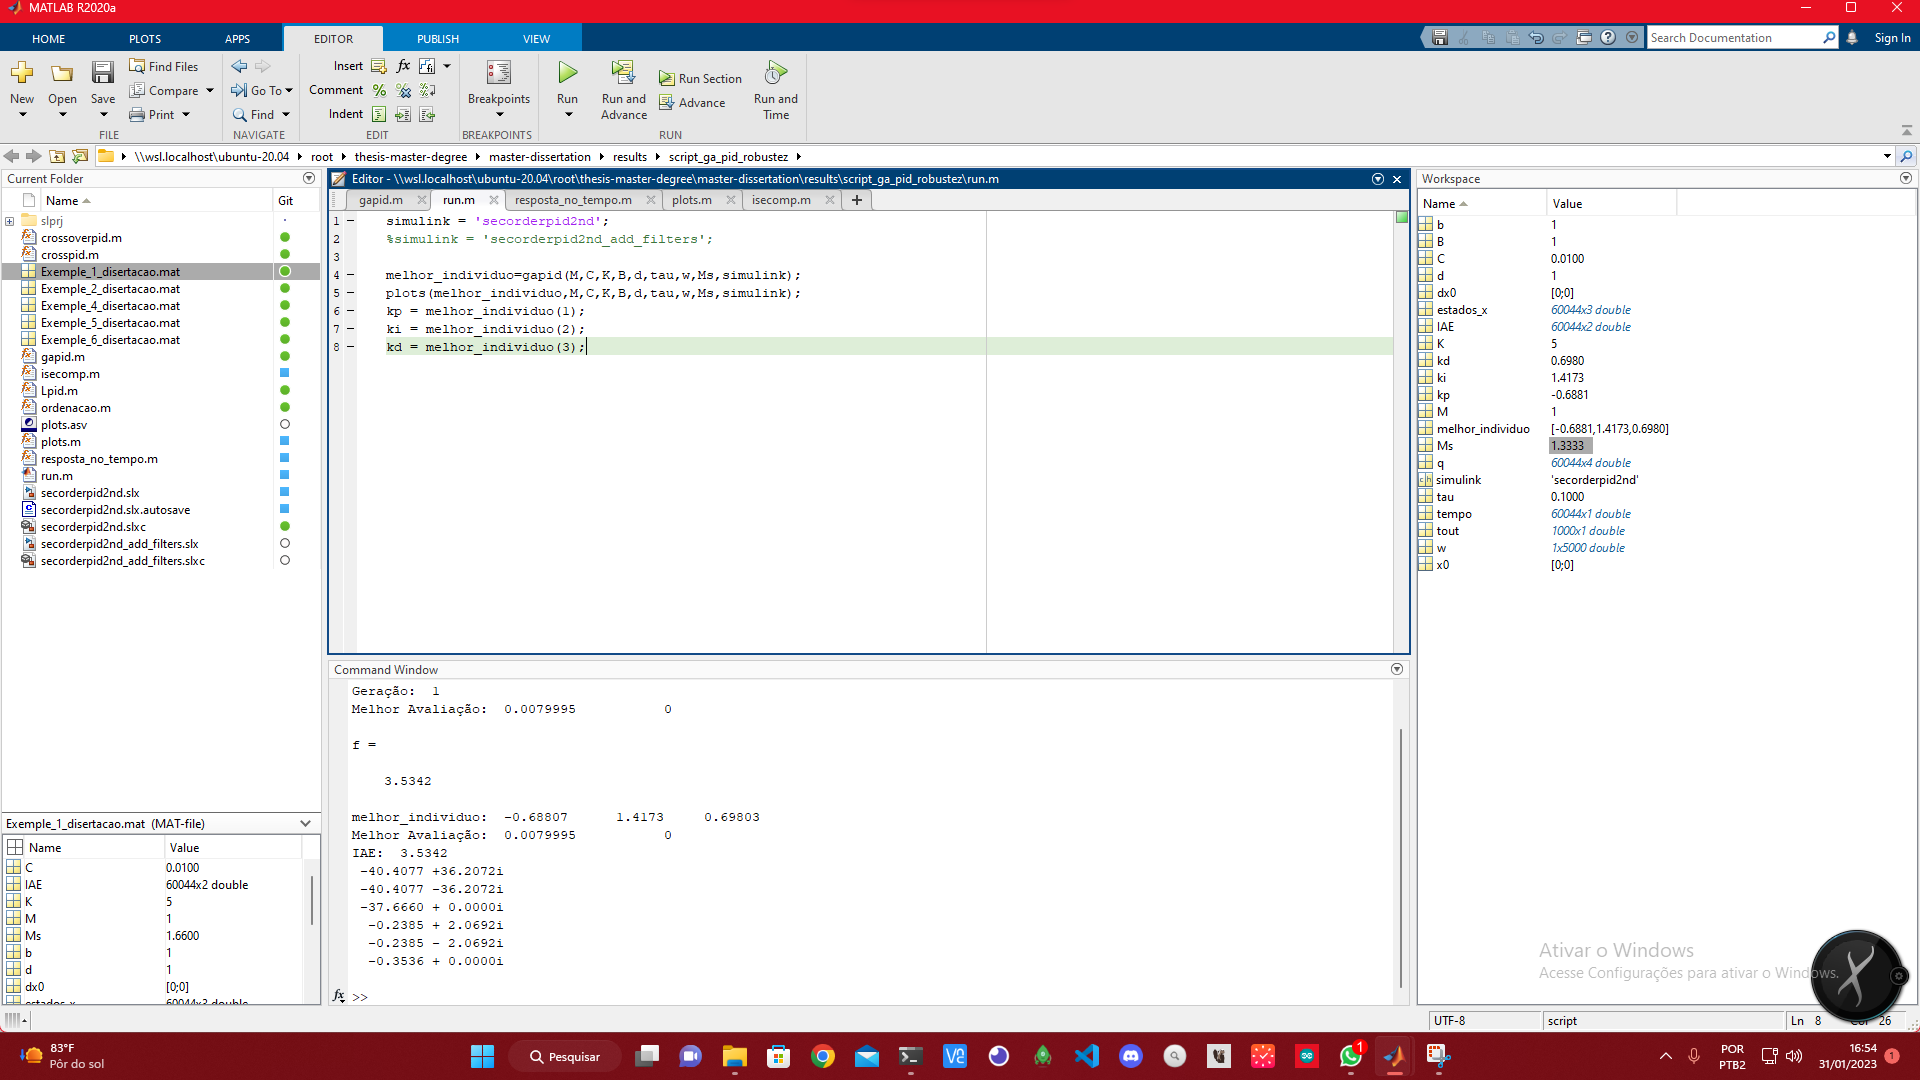 MATLAB R2020a
HOME PLOTS APPS EDITOR PUBLISH VIEW
Search Documentation
Sign In
New Open Save
Find Files
Compare
Print
FILE
Go To
Find
NAVIGATE
Insert fx
Comment
Indent
EDIT
Breakpoints
BREAKPOINTS
Run
Run and Advance
Run Section
Advance
Run and Time
RUN
\\wsl.localhost\ubuntu-20.04 root thesis-master-degree master-dissertation results script_ga_pid_robustez
Current Folder
Name Git
slprj
crossoverpid.m
crosspid.m
Exemple_1_disertacao.mat
Exemple_2_disertacao.mat
Exemple_4_disertacao.mat
Exemple_5_disertacao.mat
Exemple_6_disertacao.mat
gapid.m
isecomp.m
Lpid.m
ordenacao.m
plots.asv
plots.m
resposta_no_tempo.m
run.m
secorderpid2nd.slx
secorderpid2nd.slx.autosave
secorderpid2nd.slxc
secorderpid2nd_add_filters.slx
secorderpid2nd_add_filters.slxc
Exemple_1_disertacao.mat (MAT-file)
Name Value
C 0.0100
IAE 60044x2 double
K 5
M 1
Ms 1.6600
b 1
d 1
dx0 [0;0]
estados_x 60044x3 double
Editor - \\wsl.localhost\ubuntu-20.04\root\thesis-master-degree\master-dissertation\results\script_ga_pid_robustez\run.m
gapid.m run.m resposta_no_tempo.m plots.m isecomp.m
1 simulink = 'secorderpid2nd';
2 %simulink = 'secorderpid2nd_add_filters';
3
4 melhor_individuo=gapid(M,C,K,B,d,tau,w,Ms,simulink);
5 plots(melhor_individuo,M,C,K,B,d,tau,w,Ms,simulink);
6 kp = melhor_individuo(1);
7 ki = melhor_individuo(2);
8 kd = melhor_individuo(3);
Command Window
Geração: 1
Melhor Avaliação: 0.0079995 0
f =
3.5342
melhor_individuo: -0.68807 1.4173 0.69803
Melhor Avaliação: 0.0079995 0
IAE: 3.5342
-40.4077 +36.2072i
-40.4077 -36.2072i
-37.6660 + 0.0000i
-0.2385 + 2.0692i
-0.2385 - 2.0692i
-0.3536 + 0.0000i
fx >>
Workspace
Name Value
b 1
B 1
C 0.0100
d 1
dx0 [0;0]
estados_x 60044x3 double
IAE 60044x2 double
K 5
kd 0.6980
ki 1.4173
kp -0.6881
M 1
melhor_individuo [-0.6881,1.4173,0.6980]
Ms 1.3333
q 60044x4 double
simulink 'secorderpid2nd'
tau 0.1000
tempo 60044x1 double
tout 1000x1 double
w 1x5000 double
x0 [0;0]
Ativar o Windows
Acesse Configurações para ativar o Windows.
UTF-8 script Ln 8 Col 26
83°F
Pôr do sol
Pesquisar
1
POR
PTB2
16:54
31/01/2023
1